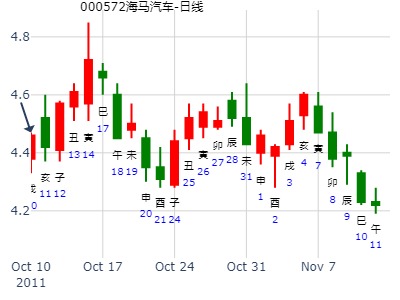 000572海马汽车-日线
4.8
4.6
4.4
4.2
0
亥
11
子
12
丑
13
寅
14
巳
17
午
18
未
19
申
20
酉
21
子
24
丑
25
寅
26
卯
27
辰
28
未
31
申
1
酉
2
戌
3
亥
4
寅
7
卯
8
辰
9
巳
10
午
11
Oct 10
2011
Oct 17
Oct 24
Oct 31
Nov 7